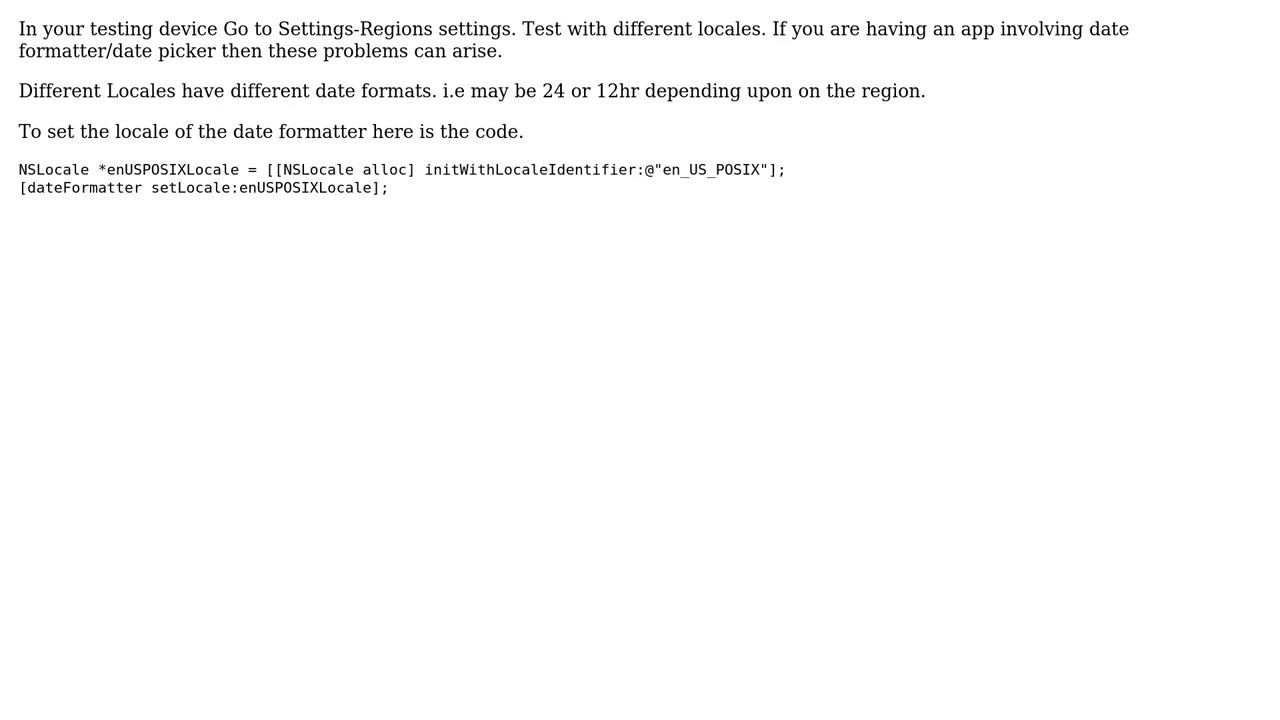 In your testing device Go to Settings-Regions settings. Test with different locales. If you are having an app involving date
formatter/date picker then these problems can arise.
Different Locales have different date formats. i.e may be 24 or 12hr depending upon on the region.
To set the locale of the date formatter here is the code.
NSLocale *enUSPOSIXLocale = [[NSLocale alloc] initWithLocaleIdentifier:@"en_US_POSIX"];
[dateFormatter setLocale:enUSPOSIXLocale];